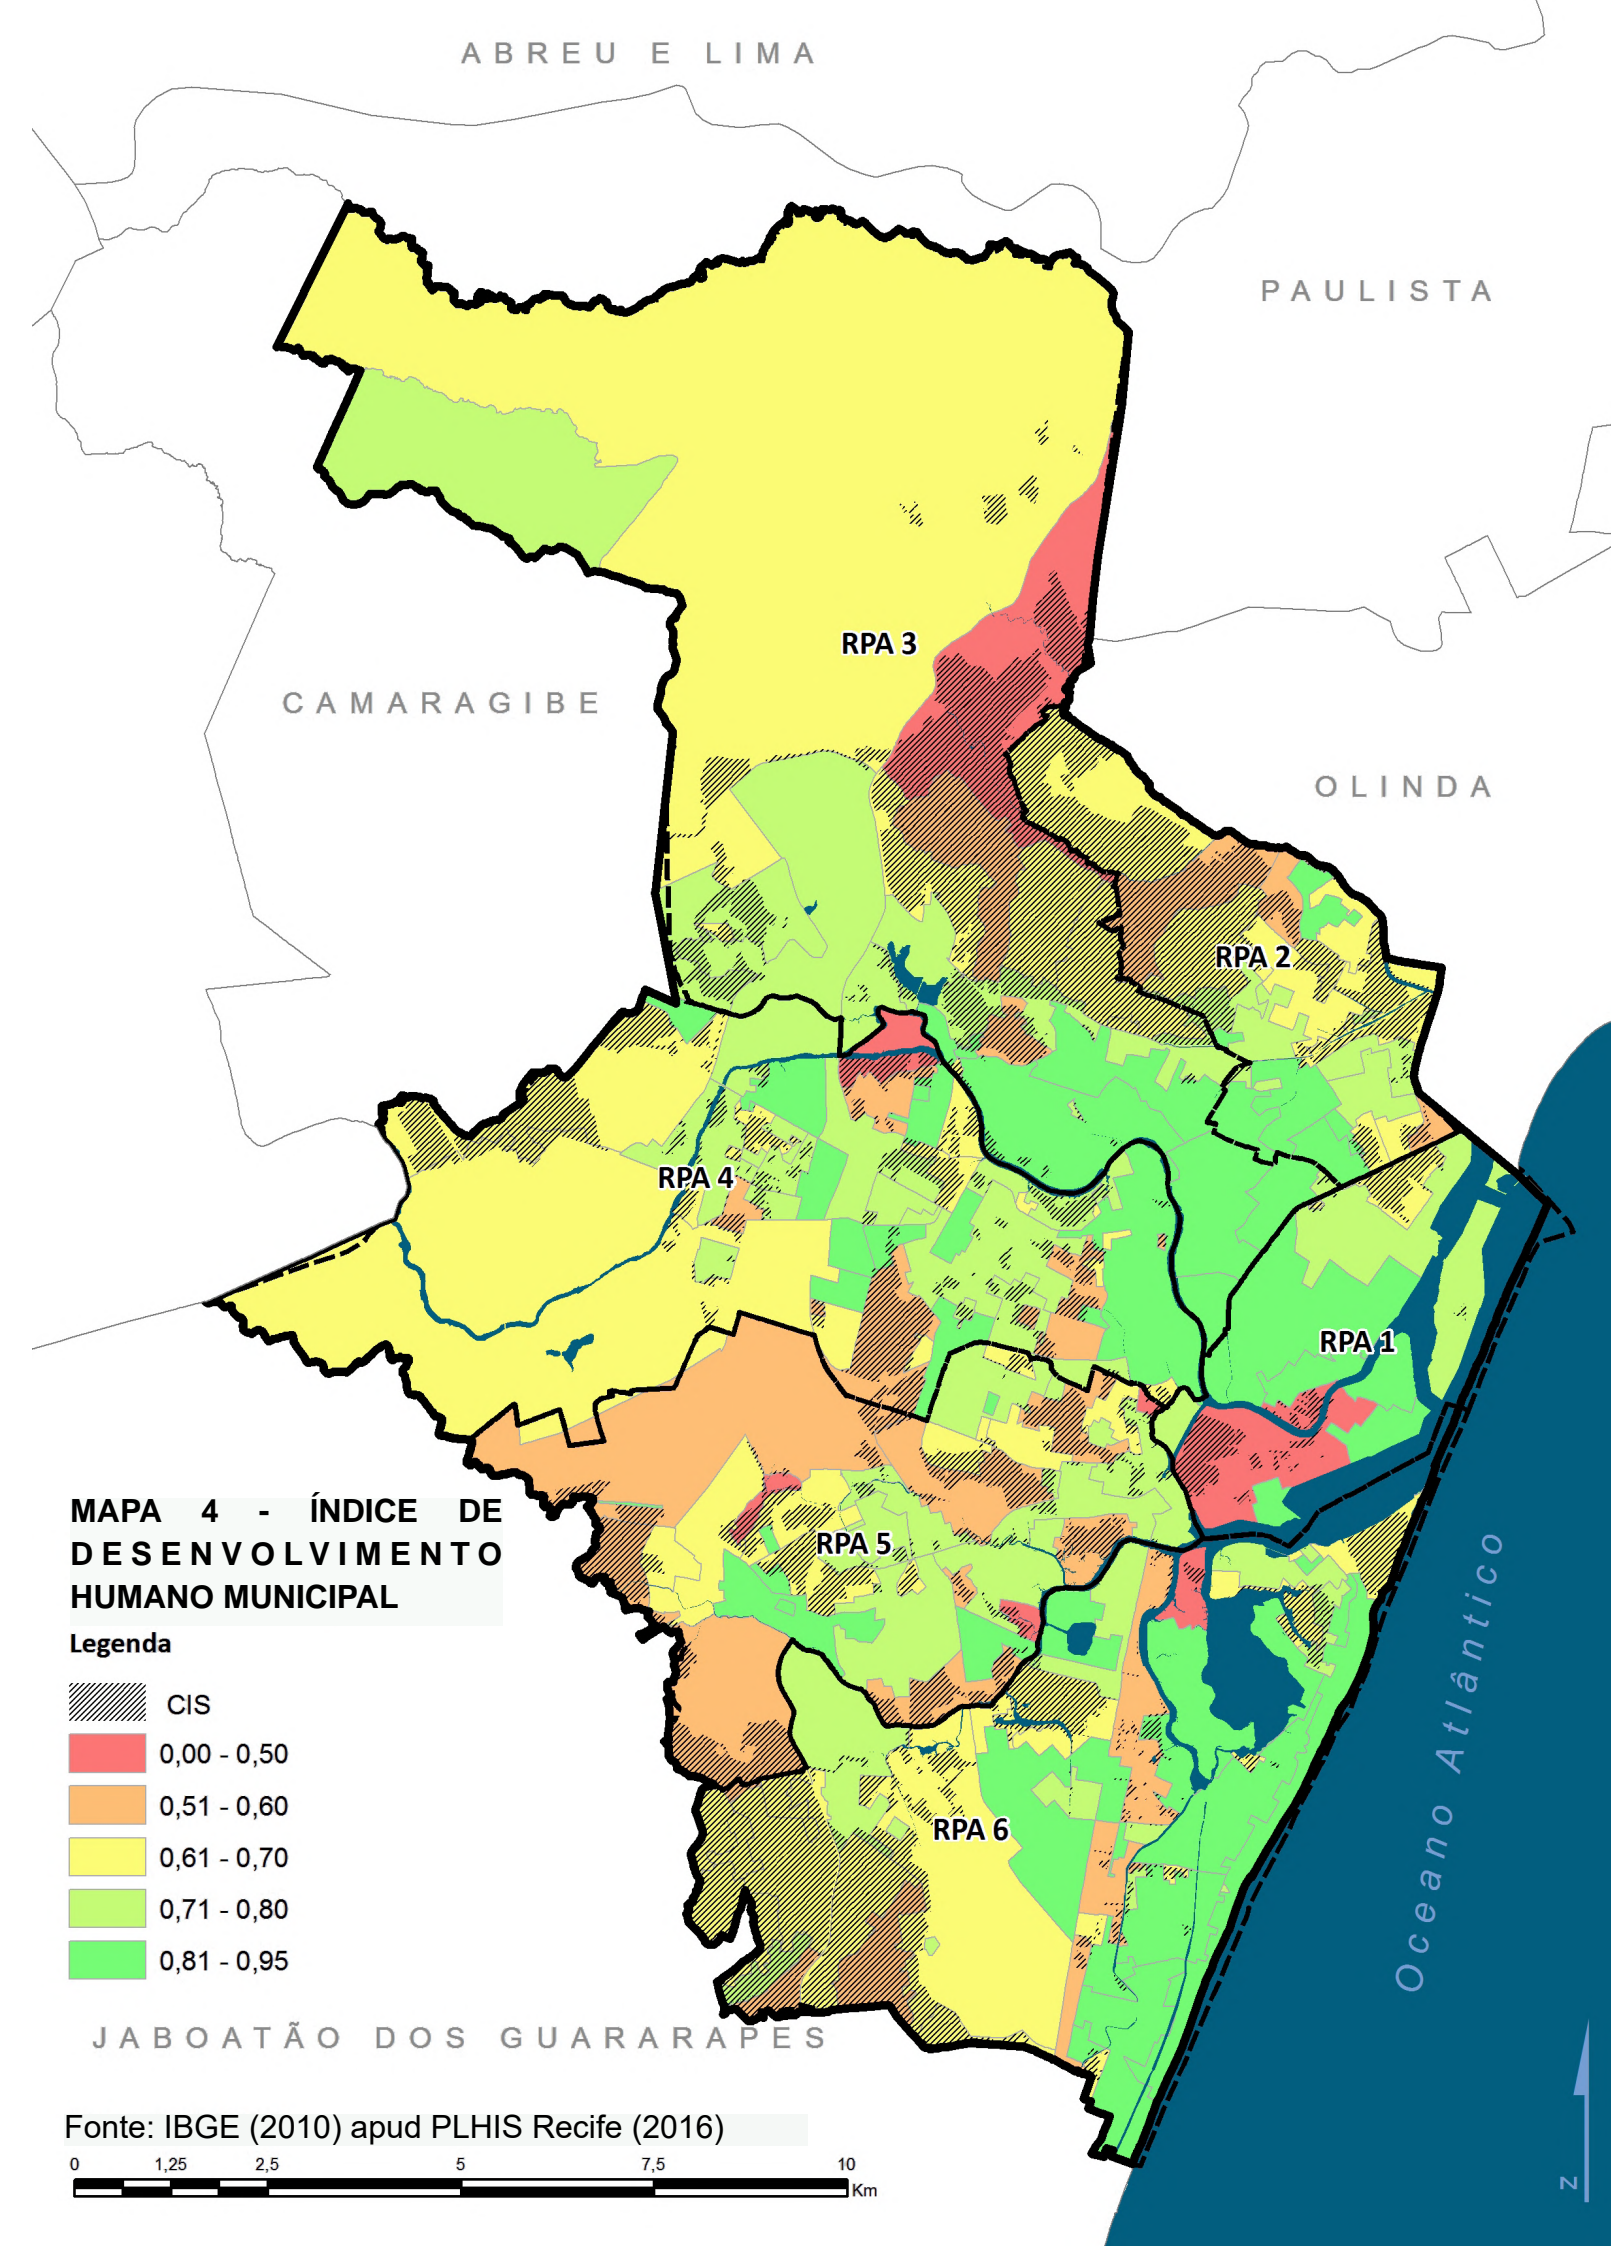 ABREU E LIMA
PAULISTA
RPA 3
CAMARAGIBE
OLINDA
RPA 2
RPA 4
RPA 1
MAPA 4 - ÍNDICE DE
DESENVOLVIMENTO
HUMANO MUNICIPAL
RPA 5
Oceano Atlântico
Legenda
CIS
0,00 - 0,50
0,51 - 0,60
0,61 - 0,70
0,71 - 0,80
0,81 - 0,95
RPA 6
JABOATÃO DOS GUARARAPES
Fonte: IBGE (2010) apud PLHIS Recife (2016)
0 1,25 2,5 5 7,5 10
Km
N